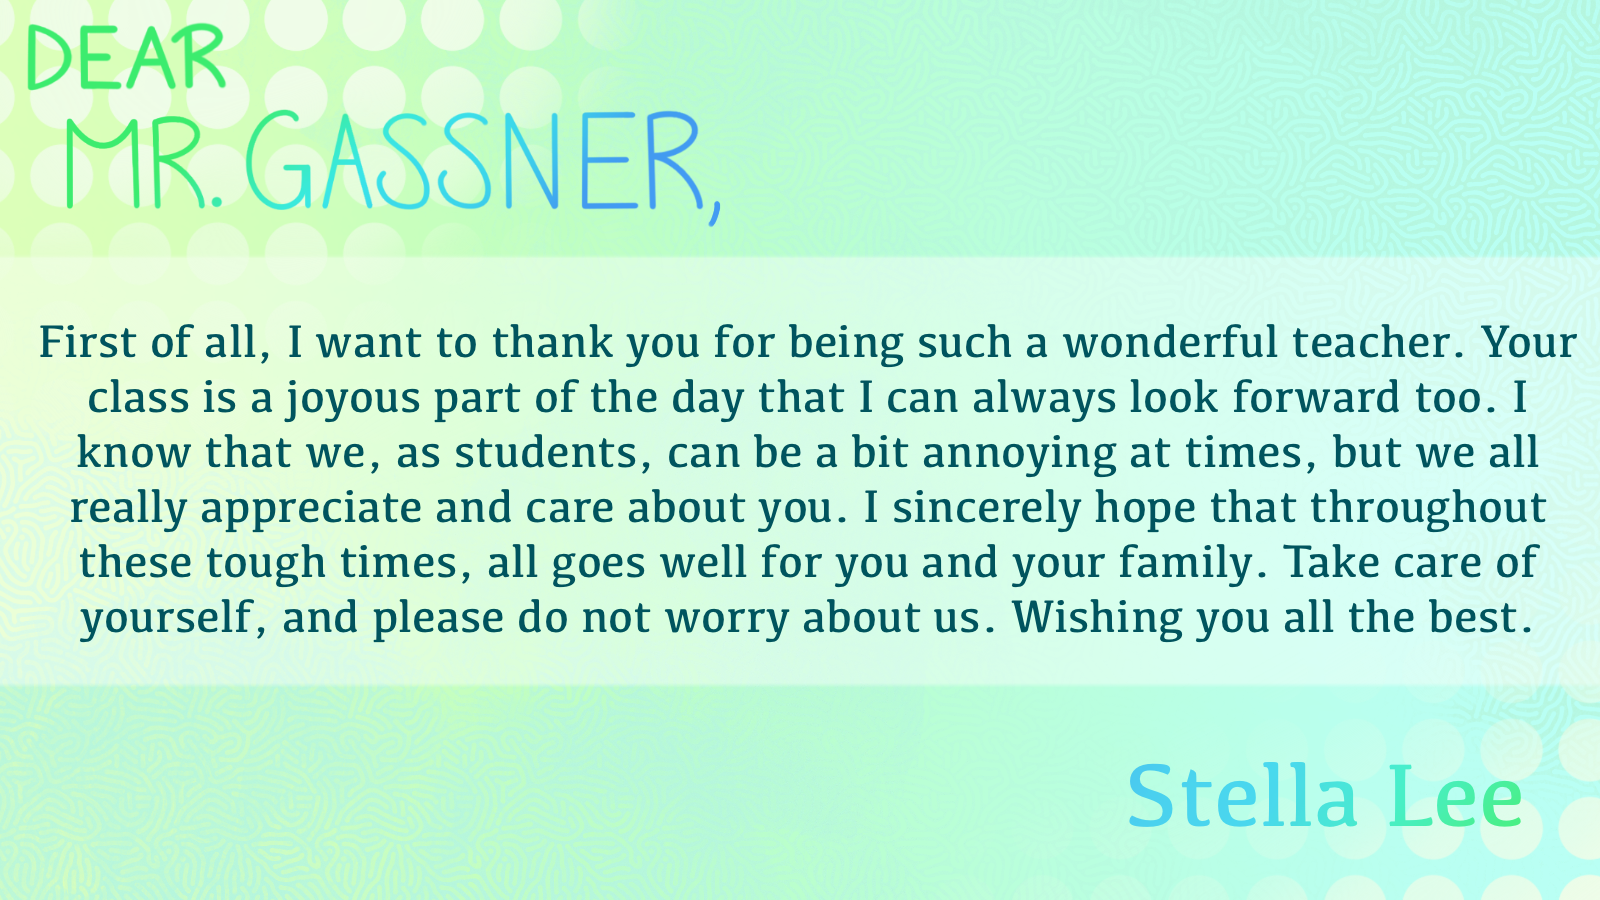 DEAR
MR. GASSNER,
First of all, I want to thank you for being such a wonderful teacher. Your
class is a joyous part of the day that I can always look forward too. I
know that we, as students, can be a bit annoying at times, but we all
really appreciate and care about you. I sincerely hope that throughout
these tough times, all goes well for you and your family. Take care of
yourself, and please do not worry about us. Wishing you all the best.
Stella Lee